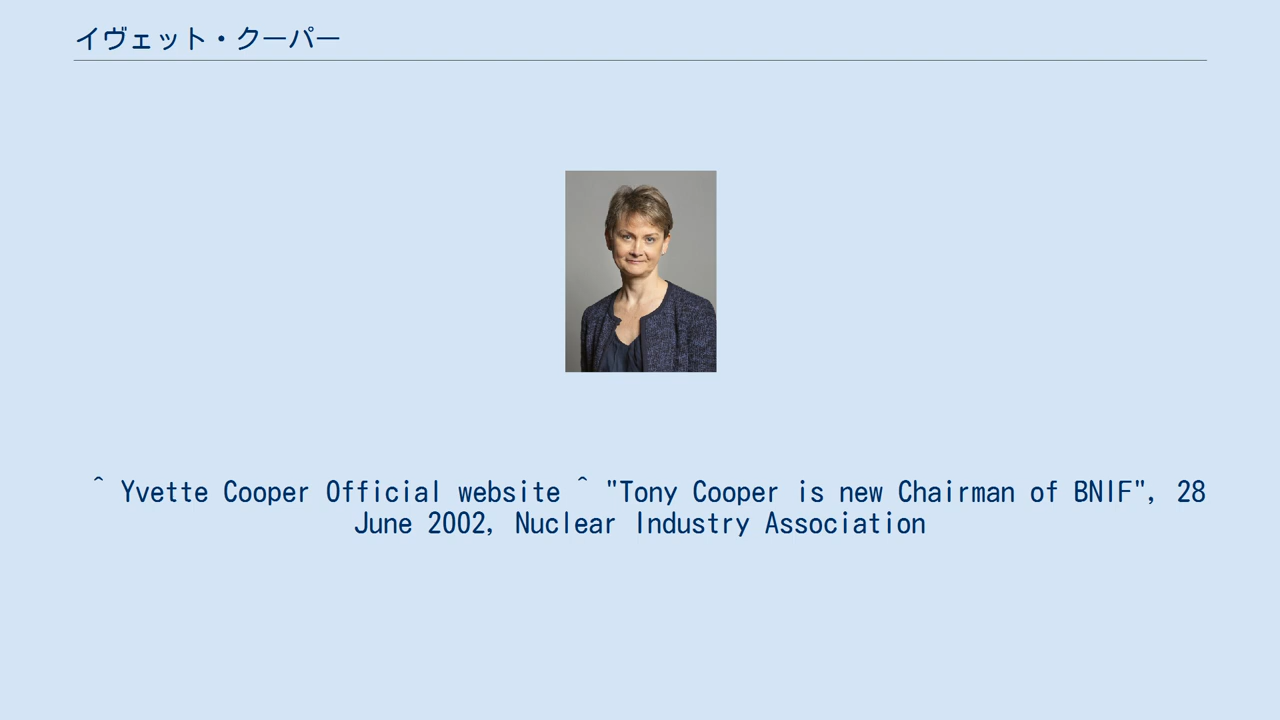 イヴェット・クーパー
^ Yvette Cooper Official website ^ "Tony Cooper is new Chairman of BNIF", 28
June 2002, Nuclear Industry Association